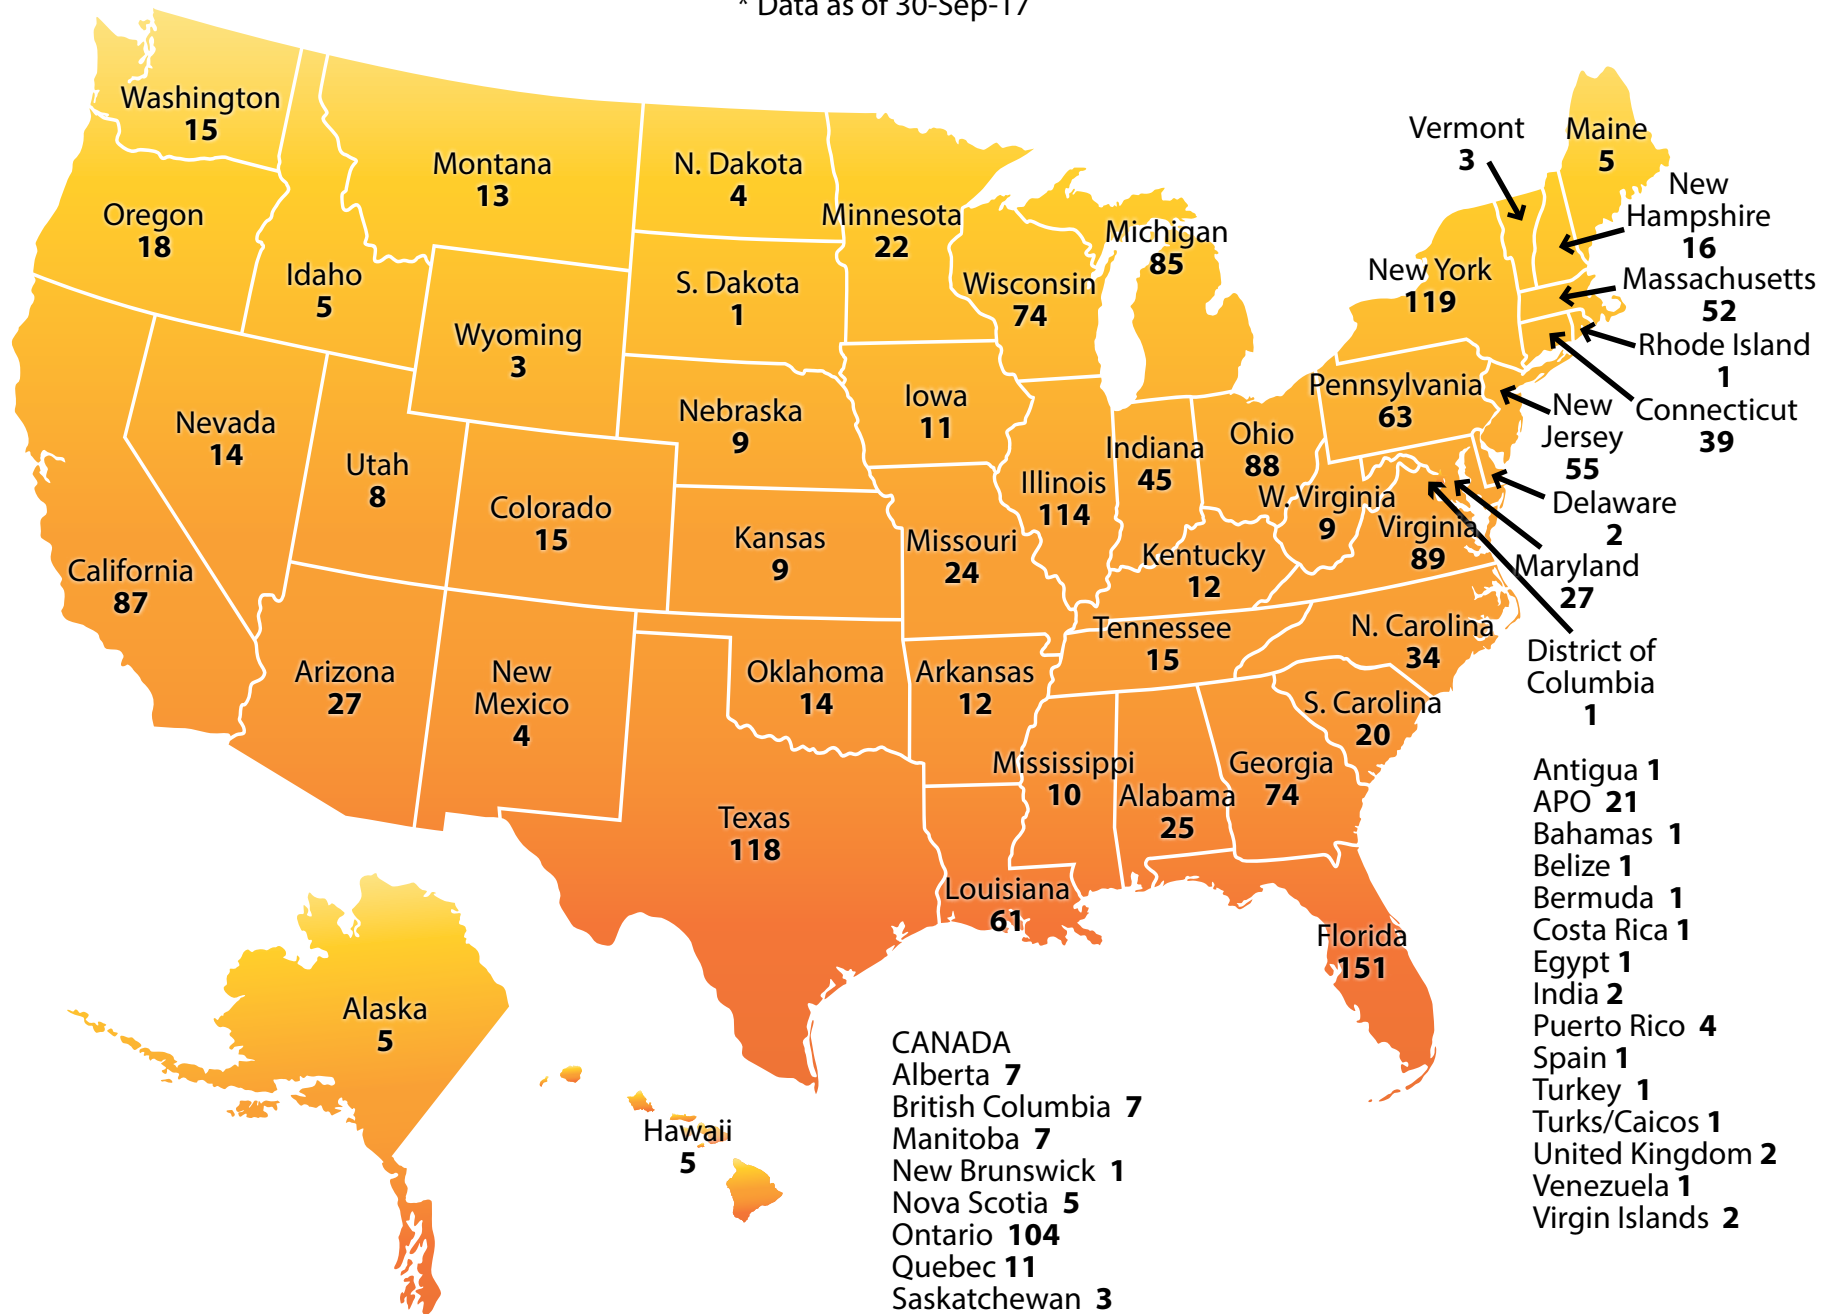 * Data as of 30-Sep-17
Washington
15
Oregon
18
Idaho
5
Montana
13
N. Dakota
4
Minnesota
22
S. Dakota
1
Wyoming
3
Wisconsin
74
Michigan
85
Vermont
3
Maine
5
New
Hampshire
16
New York
119
Massachusetts
52
Rhode Island
1
Connecticut
39
Pennsylvania
63
New
Jersey
55
Nevada
14
Utah
8
Colorado
15
Nebraska
9
Iowa
11
Illinois
114
Indiana
45
Ohio
88
W. Virginia
9
Virginia
89
Delaware
2
Maryland
27
District of
Columbia
1
California
87
Kansas
9
Missouri
24
Kentucky
12
Tennessee
15
N. Carolina
34
Arizona
27
New
Mexico
4
Oklahoma
14
Arkansas
12
S. Carolina
20
Mississippi
10
Alabama
25
Georgia
74
Texas
118
Louisiana
61
Florida
151
Alaska
5
Hawaii
5
CANADA
Alberta 7
British Columbia 7
Manitoba 7
New Brunswick 1
Nova Scotia 5
Ontario 104
Quebec 11
Saskatchewan 3
Antigua 1
APO 21
Bahamas 1
Belize 1
Bermuda 1
Costa Rica 1
Egypt 1
India 2
Puerto Rico 4
Spain 1
Turkey 1
Turks/Caicos 1
United Kingdom 2
Venezuela 1
Virgin Islands 2